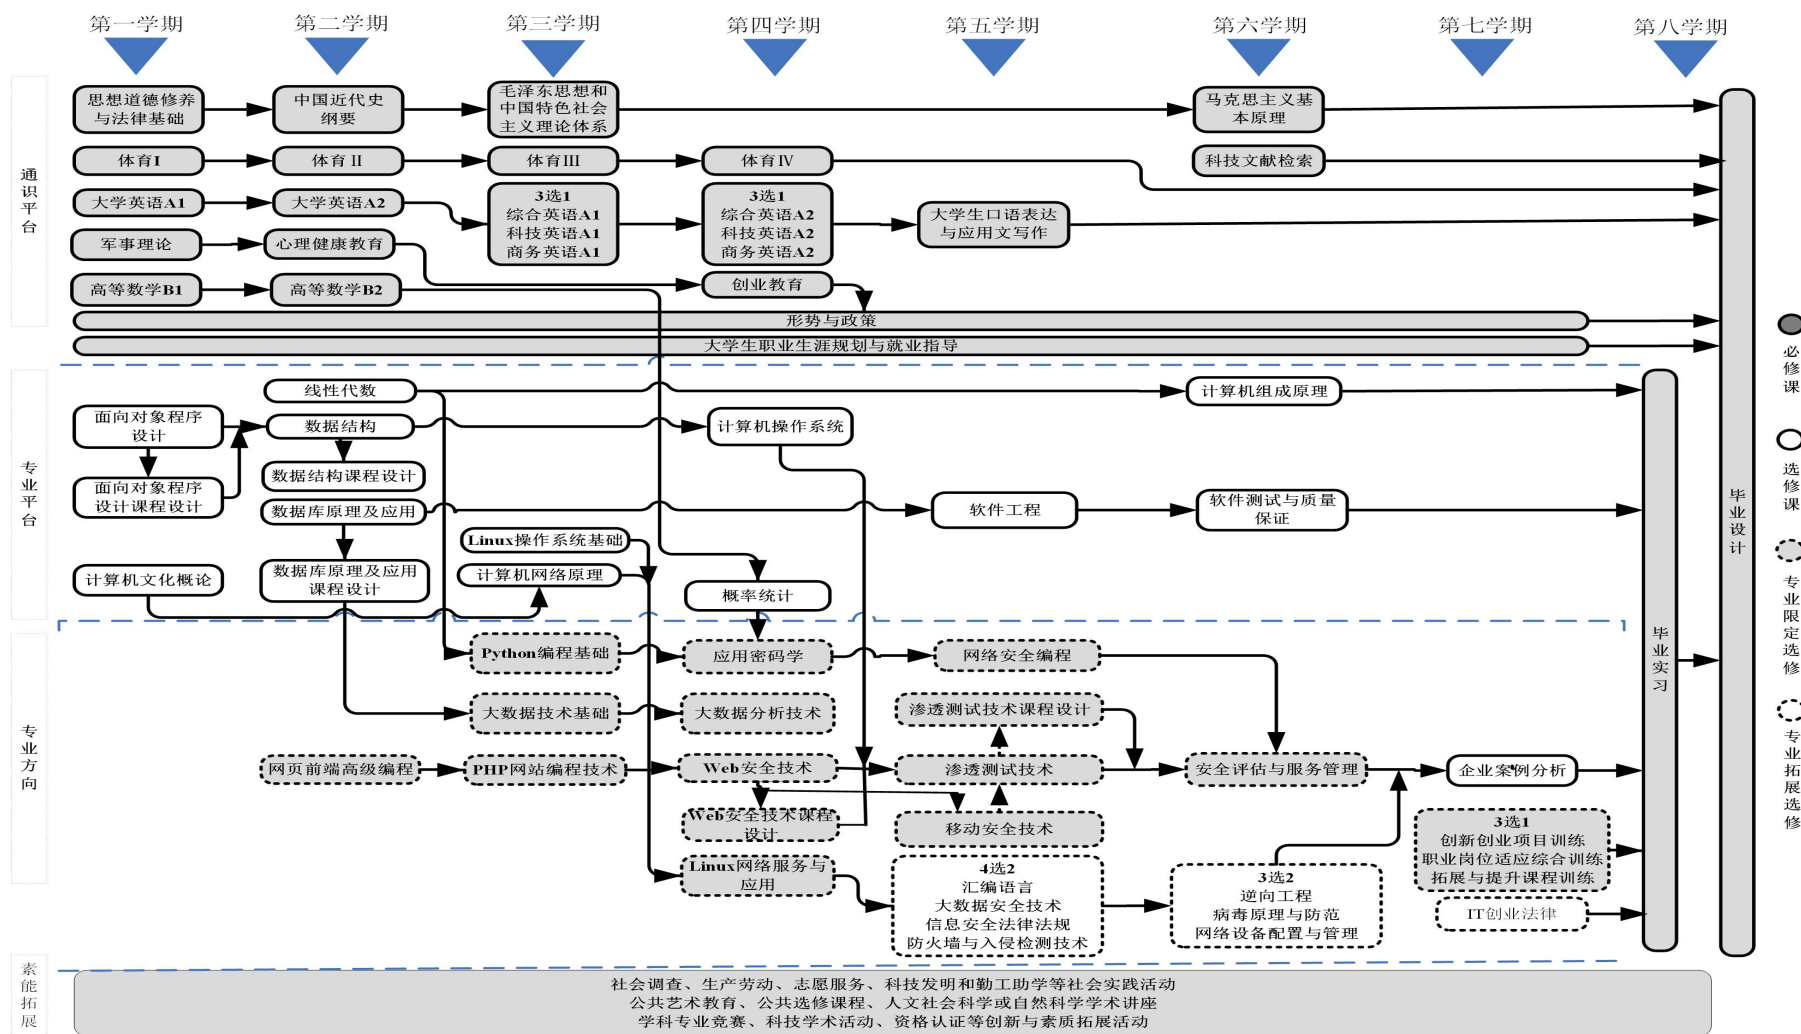 第一学期
第二学期
第三学期
第四学期
第五学期
第六学期
第七学期
第八学期
通识平台
思想道德修养
与法律基础
中国近代史
纲要
毛泽东思想和
中国特色社会
主义理论体系
马克思主义基
本原理
体育I
体育II
体育III
体育IV
科技文献检索
大学英语A1
大学英语A2
3选1
综合英语A1
科技英语A1
商务英语A1
3选1
综合英语A2
科技英语A2
商务英语A2
大学生口语表达
与应用文写作
军事理论
心理健康教育
高等数学B1
高等数学B2
创业教育
形势与政策
大学生职业生涯规划与就业指导
专业平台
线性代数
计算机组成原理
面向对象程序
设计
数据结构
计算机操作系统
数据结构课程设计
面向对象程序
设计课程设计
数据库原理及应用
软件工程
软件测试与质量
保证
Linux操作系统基础
计算机文化概论
数据库原理及应用
课程设计
计算机网络原理
概率统计
专业方向
Python编程基础
应用密码学
网络安全编程
大数据技术基础
大数据分析技术
渗透测试技术课程设计
网页前端高级编程
PHP网站编程技术
Web安全技术
渗透测试技术
安全评估与服务管理
企业案例分析
Web安全技术课程
设计
移动安全技术
Linux网络服务与
应用
4选2
汇编语言
大数据安全技术
信息安全法律法规
防火墙与入侵检测技术
3选2
逆向工程
病毒原理与防范
网络设备配置与管理
3选1
创新创业项目训练
职业岗位适应综合训练
拓展与提升课程训练
IT创业法律
毕业实习
毕业设计
必修课
选修课
专业限定选修
专业拓展选修
素能拓展
社会调查、生产劳动、志愿服务、科技发明和勤工助学等社会实践活动
公共艺术教育、公共选修课程、人文社会科学或自然科学学术讲座
学科专业竞赛、科技学术活动、资格认证等创新与素质拓展活动